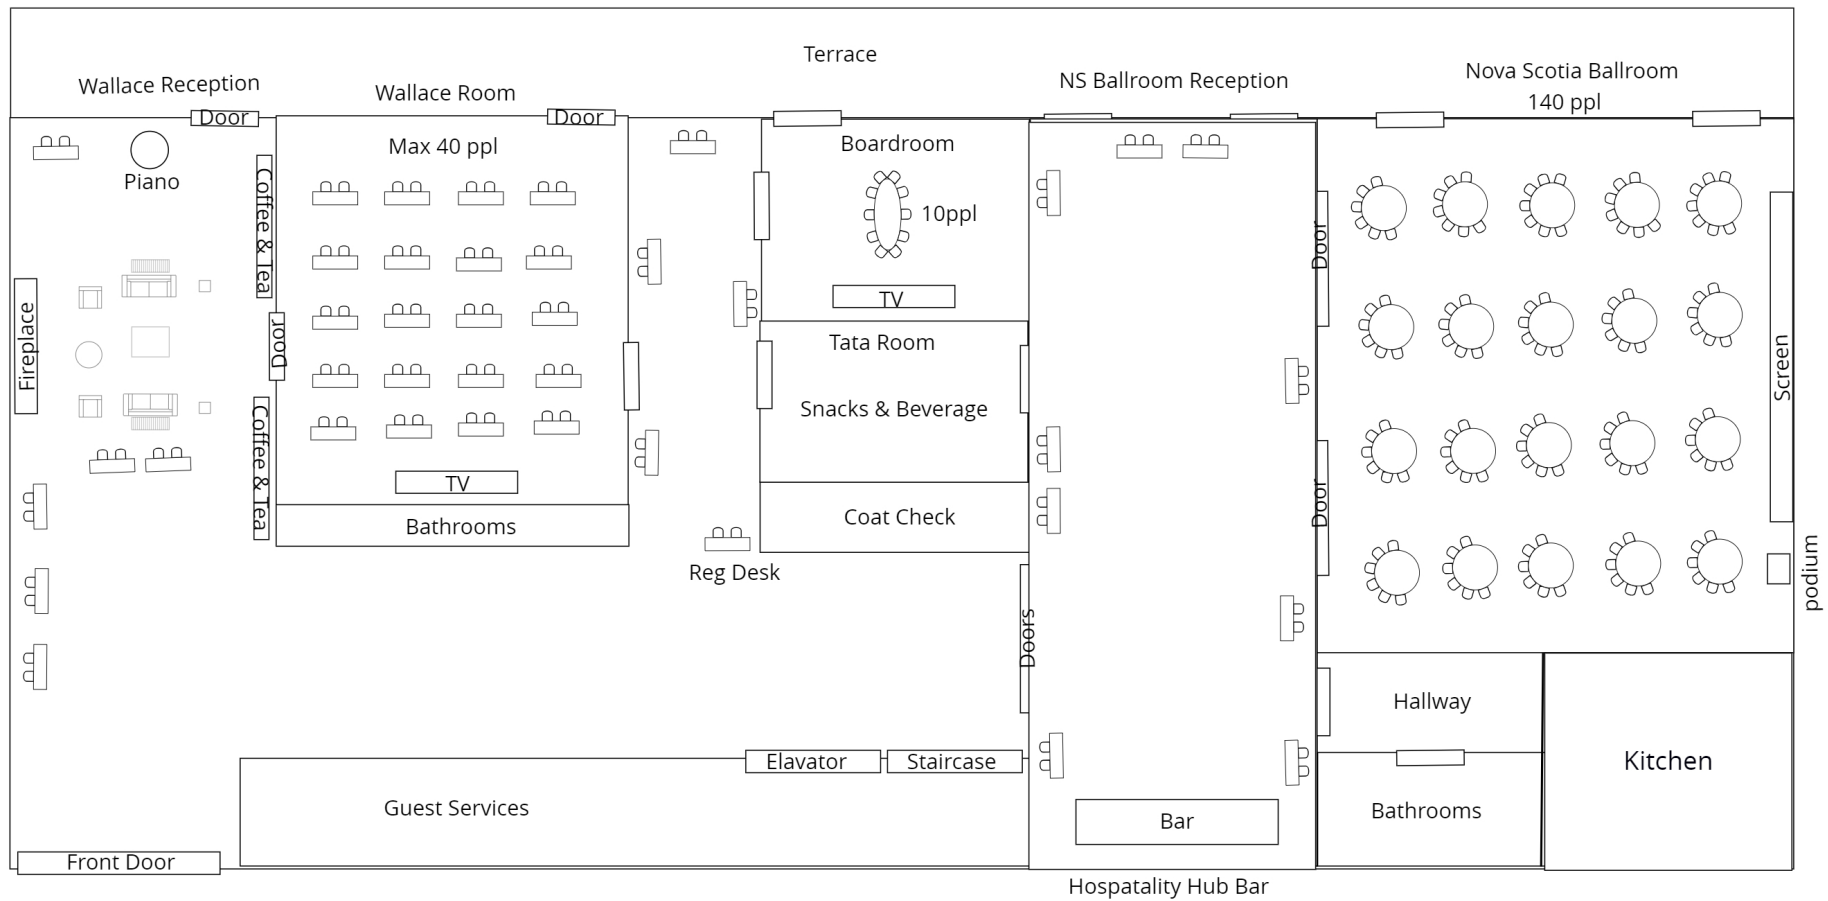 Terrace
Wallace Reception
Wallace Room
NS Ballroom Reception
Nova Scotia Ballroom
140 ppl
Door
Door
Max 40 ppl
Boardroom
Piano
Coffee & Tea
10ppl
Door
TV
Fireplace
Door
Tata Room
Snacks & Beverage
Screen
Coffee & Tea
TV
Bathrooms
Coat Check
Door
Reg Desk
podium
Doors
Hallway
Elavator
Staircase
Kitchen
Guest Services
Bar
Bathrooms
Front Door
Hospatality Hub Bar